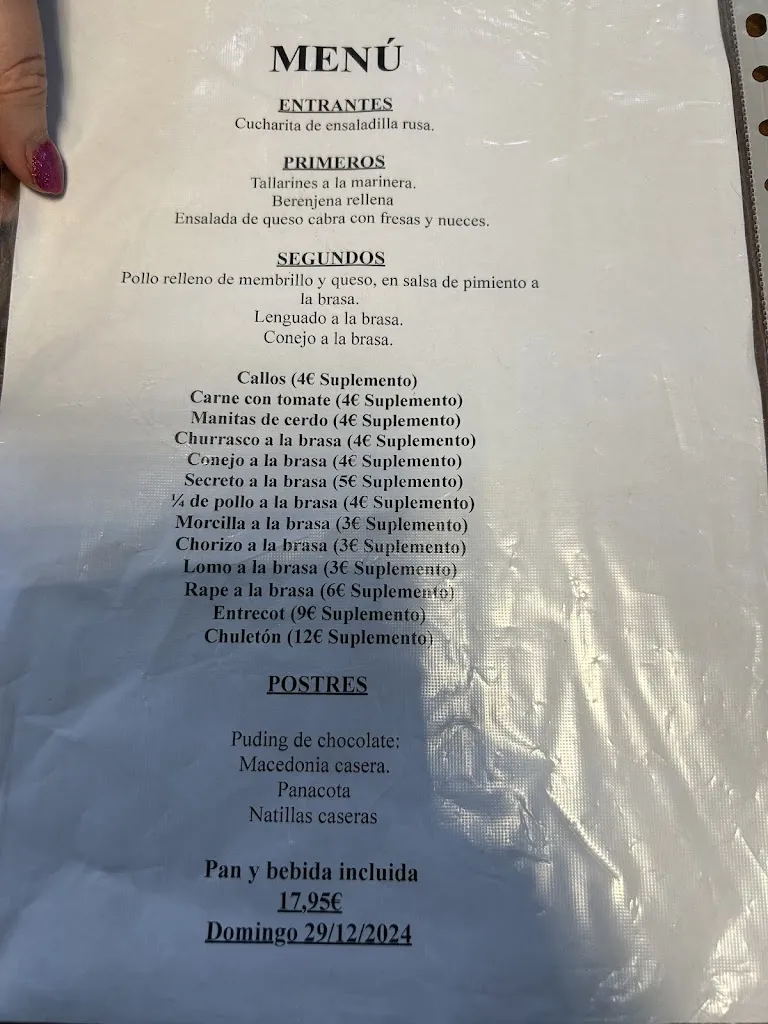 MENÚ
ENTRANTES
Cucharita de ensaladilla rusa.
PRIMEROS
Tallarines a la marinera.
Berenjena rellena
Ensalada de queso cabra con fresas y nueces.
SEGUNDOS
Pollo relleno de membrillo y queso, en salsa de pimiento a
la brasa.
Lenguado a la brasa.
Conejo a la brasa.
Callos (4€ Suplemento)
Carne con tomate (4€ Suplemento)
Manitas de cerdo (4€ Suplemento)
Churrasco a la brasa (4€ Suplemento)
Conejo a la brasa (4€ Suplemento)
Secreto a la brasa (5€ Suplemento)
¼ de pollo a la brasa (4€ Suplemento)
Morcilla a la brasa (3€ Suplemento)
Chorizo a la brasa (3€ Suplemento)
Lomo a la brasa (3€ Suplemento)
Rape a la brasa (6€ Suplemento)
Entrecot (9€ Suplemento)
Chuletón (12€ Suplemento)
POSTRES
Puding de chocolate:
Macedonia casera.
Panacota
Natillas caseras
Pan y bebida incluida
17,95€
Domingo 29/12/2024